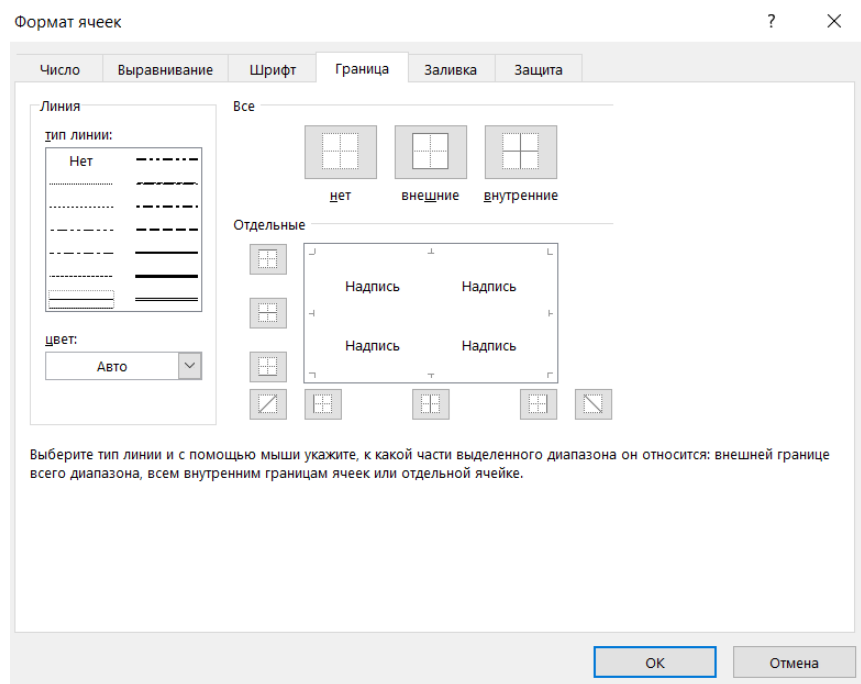 Формат ячеек
?
Число Выравнивание Шрифт Граница Заливка Защита
Линия
тип линии:
Нет
цвет:
Авто
Все
нет внешние внутренние
Отдельные
Надпись Надпись
Надпись Надпись
Выберите тип линии и с помощью мыши укажите, к какой части выделенного диапазона он относится: внешней границе
всего диапазона, всем внутренним границам ячеек или отдельной ячейке.
ОК Отмена